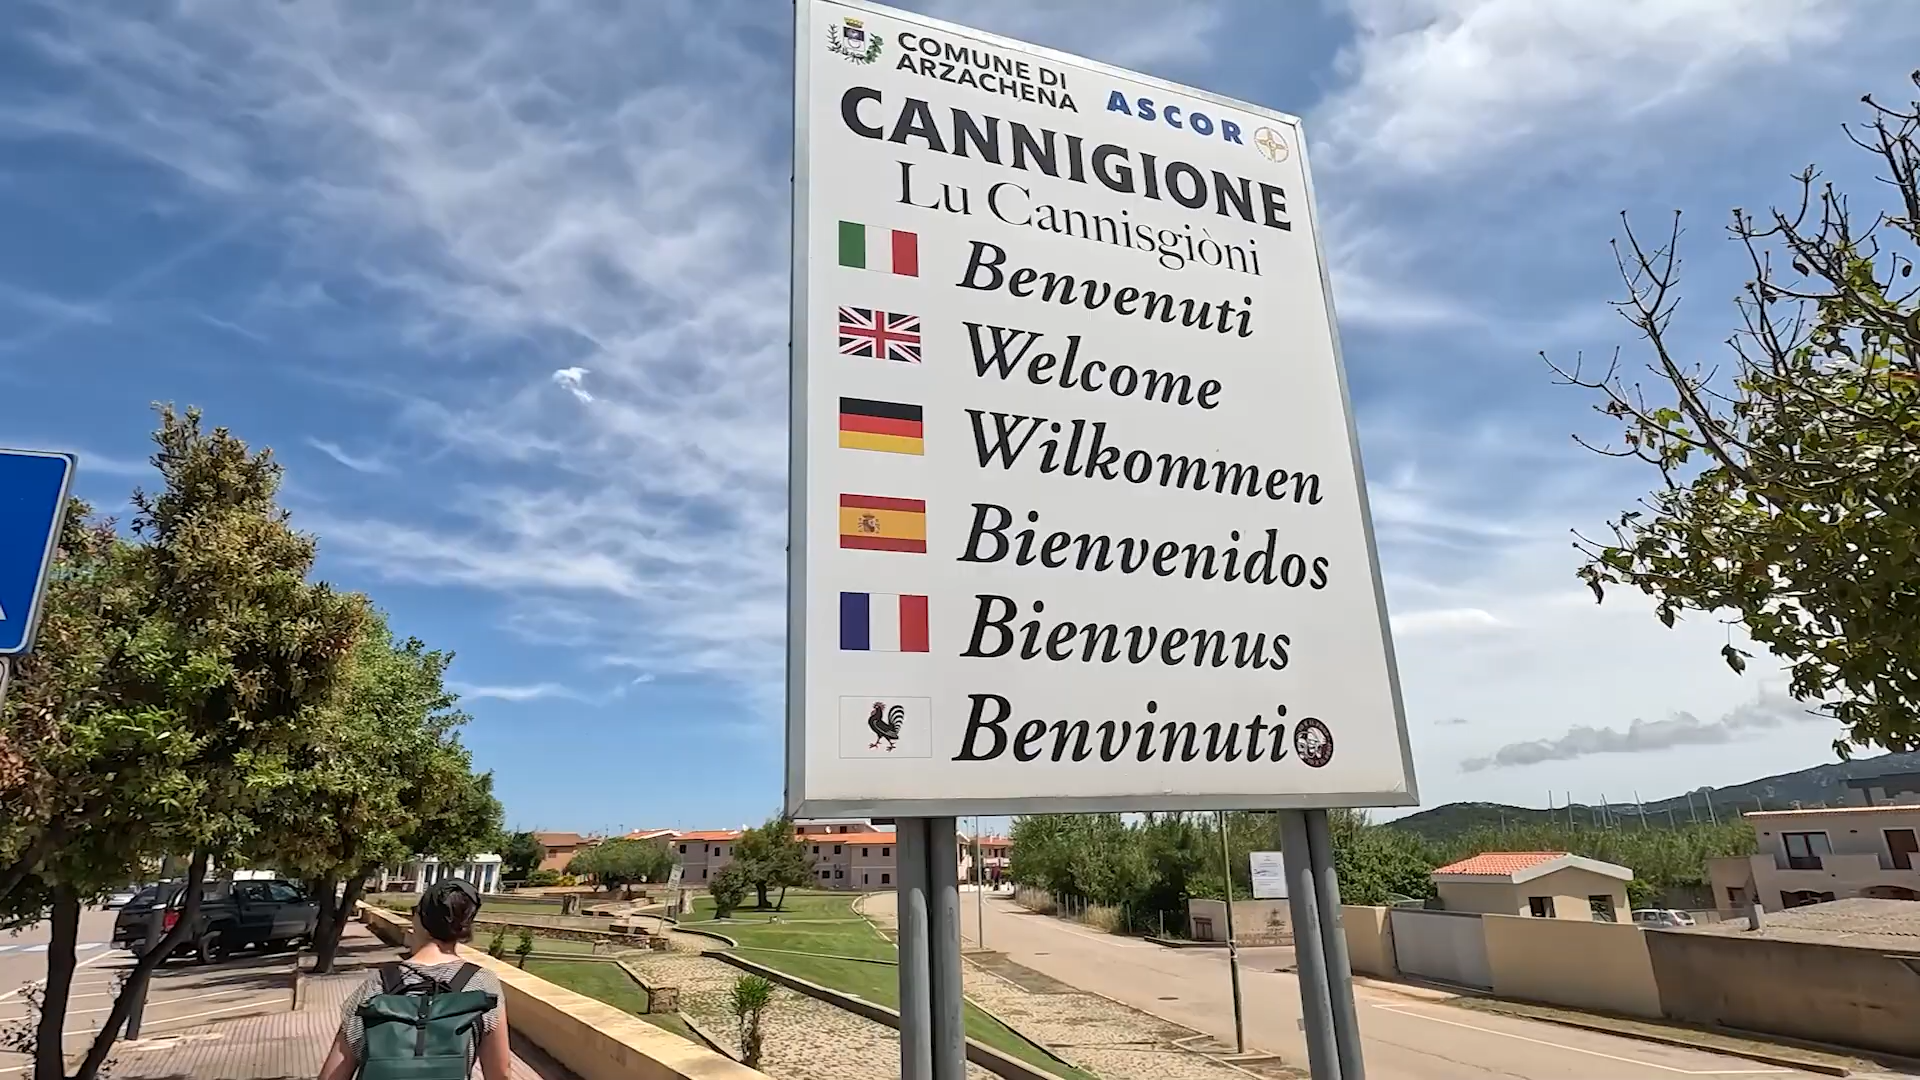 COMUNE DI
ARZACHENA
ASCOR
CANNIGIONE
Lu Cannisgiòni
Benvenuti
Welcome
Wilkommen
Bienvenidos
Bienvenus
Benvinuti